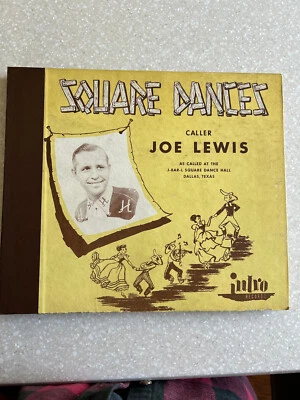 SQUARE DANCES
CALLER
JOE LEWIS
AS CALLED AT THE
J-BAR-L SQUARE DANCE HALL
DALLAS, TEXAS
intro
RECORDS